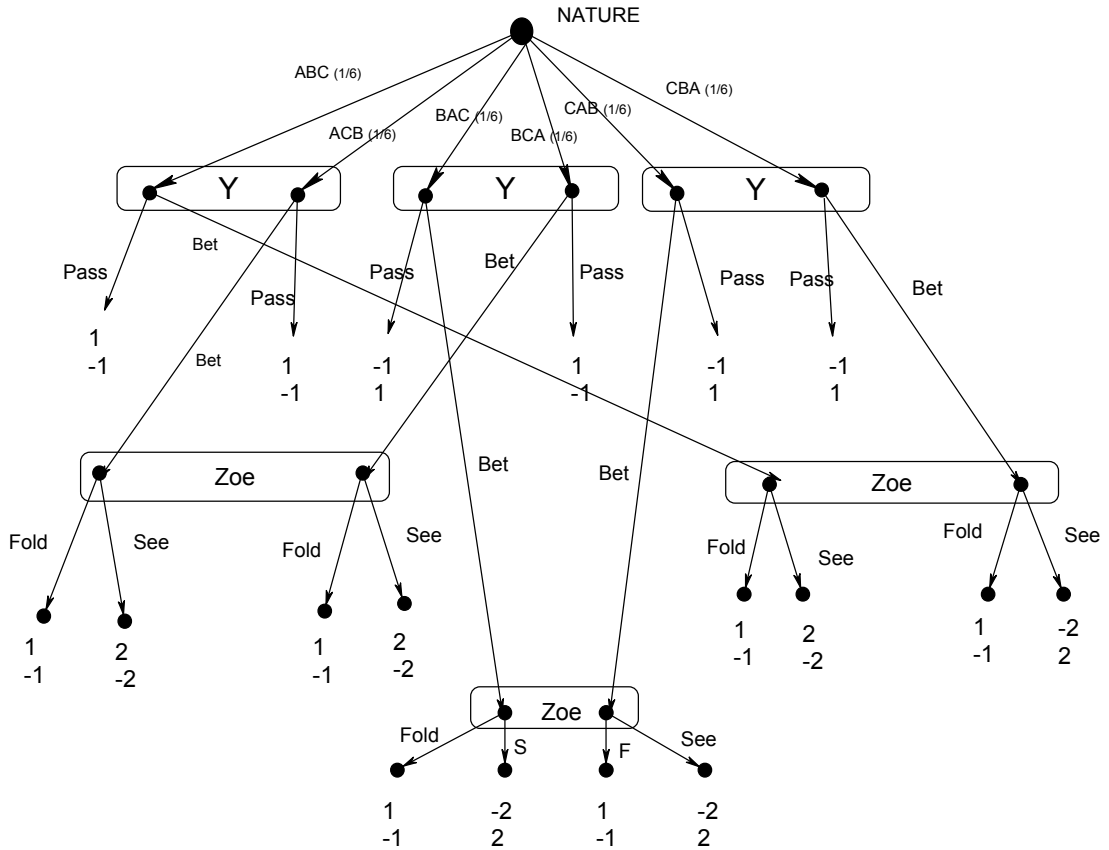 NATURE
ABC (1/6)
ACB (1/6)
BAC (1/6)
BCA (1/6)
CAB (1/6)
CBA (1/6)
Y
Y
Y
Pass
Bet
Pass
Pass
Bet
Pass
Pass
Pass
Bet
1
-1
Bet
1
-1
-1
1
1
-1
-1
1
-1
1
Bet
Bet
Zoe
Zoe
Fold
See
Fold
See
Fold
See
Fold
See
1
-1
2
-2
1
-1
2
-2
1
-1
2
-2
1
-1
-2
2
Zoe
Fold
S
F
See
1
-1
-2
2
1
-1
-2
2